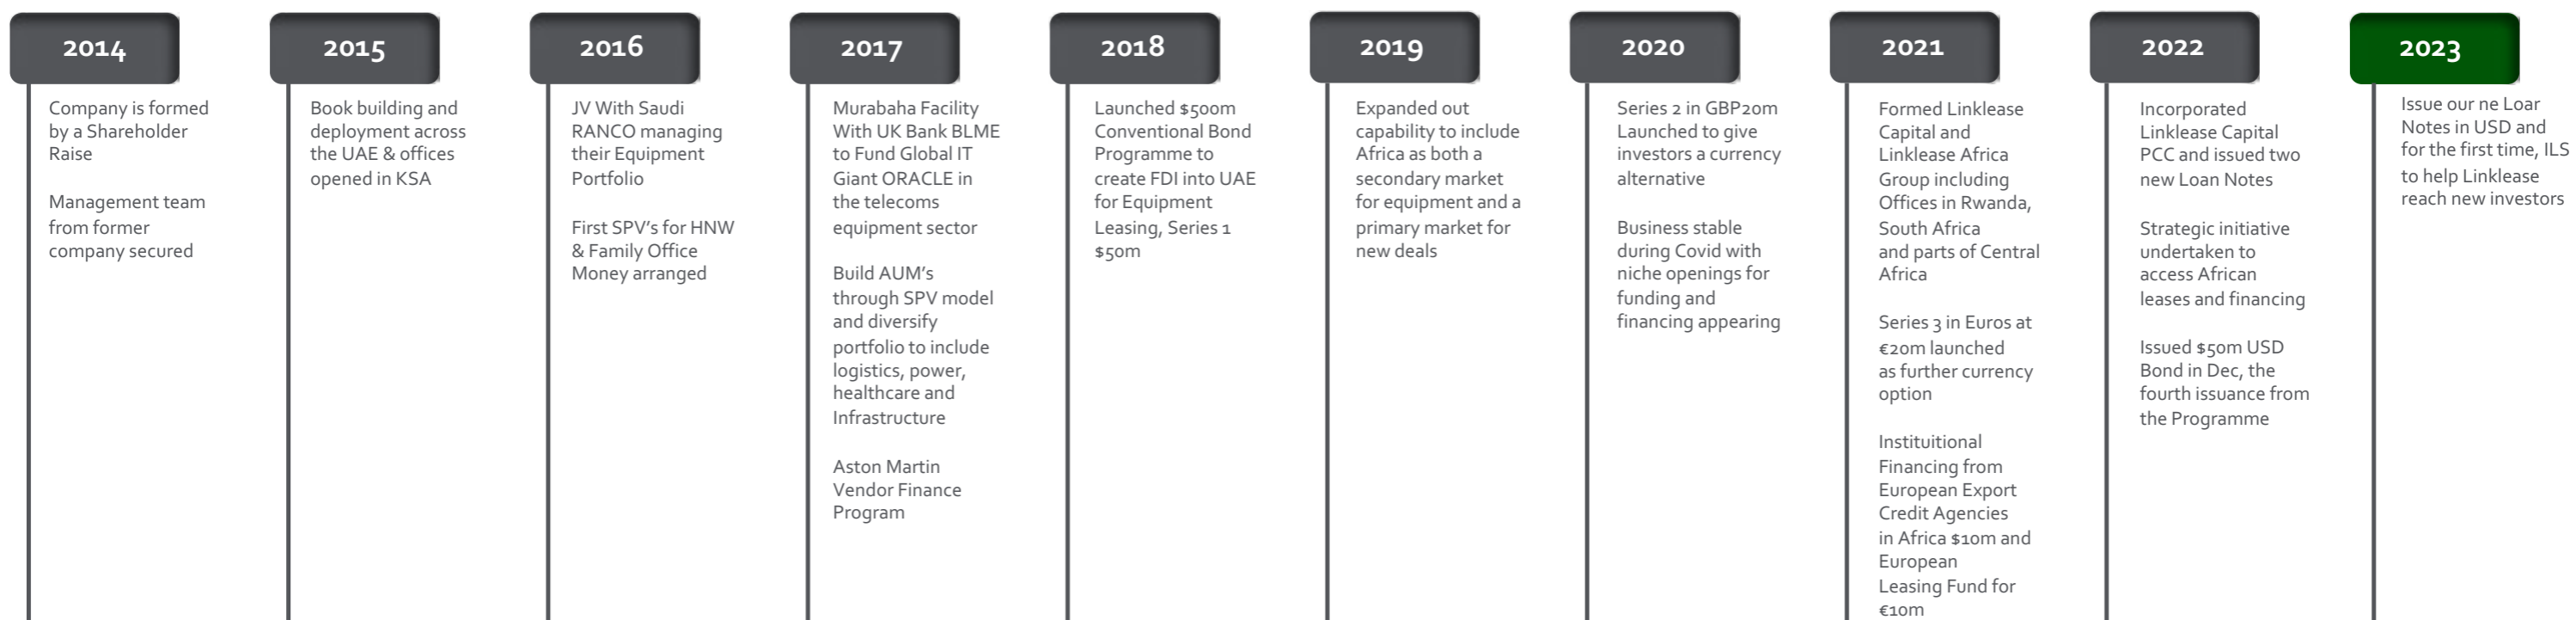 2014
Company is formed
by a Shareholder
Raise
Management team
from former
company secured
2015
Book building and
deployment across
the UAE & offices
opened in KSA
2016
JV With Saudi
RANCO managing
their Equipment
Portfolio
First SPV's for HNW
& Family Office
Money arranged
2017
Murabaha Facility
With UK Bank BLME
to Fund Global IT
Giant ORACLE in
the telecoms
equipment sector
Build AUM's
through SPV model
and diversify
portfolio to include
logistics, power,
healthcare and
Infrastructure
Aston Martin
Vendor Finance
Program
2018
Launched $500m
Conventional Bond
Programme to
create FDI into UAE
for Equipment
Leasing, Series 1
$50m
2019
Expanded out
capability to include
Africa as both a
secondary market
for equipment and a
primary market for
new deals
2020
Series 2 in GBP20m
Launched to give
investors a currency
alternative
Business stable
during Covid with
niche openings for
funding and
financing appearing
2021
Formed Linklease
Capital and
Linklease Africa
Group including
Offices in Rwanda,
South Africa
and parts of Central
Africa
Series 3 in Euros at
€20m launched
as further currency
option
Instituitional
Financing from
European Export
Credit Agencies
in Africa $10m and
European
Leasing Fund for
€10m
2022
Incorporated
Linklease Capital
PCC and issued two
new Loan Notes
Strategic initiative
undertaken to
access African
leases and financing
Issued $50m USD
Bond in Dec, the
fourth issuance from
the Programme
2023
Issue our ne Loar
Notes in USD and
for the first time, ILS
to help Linklease
reach new investors